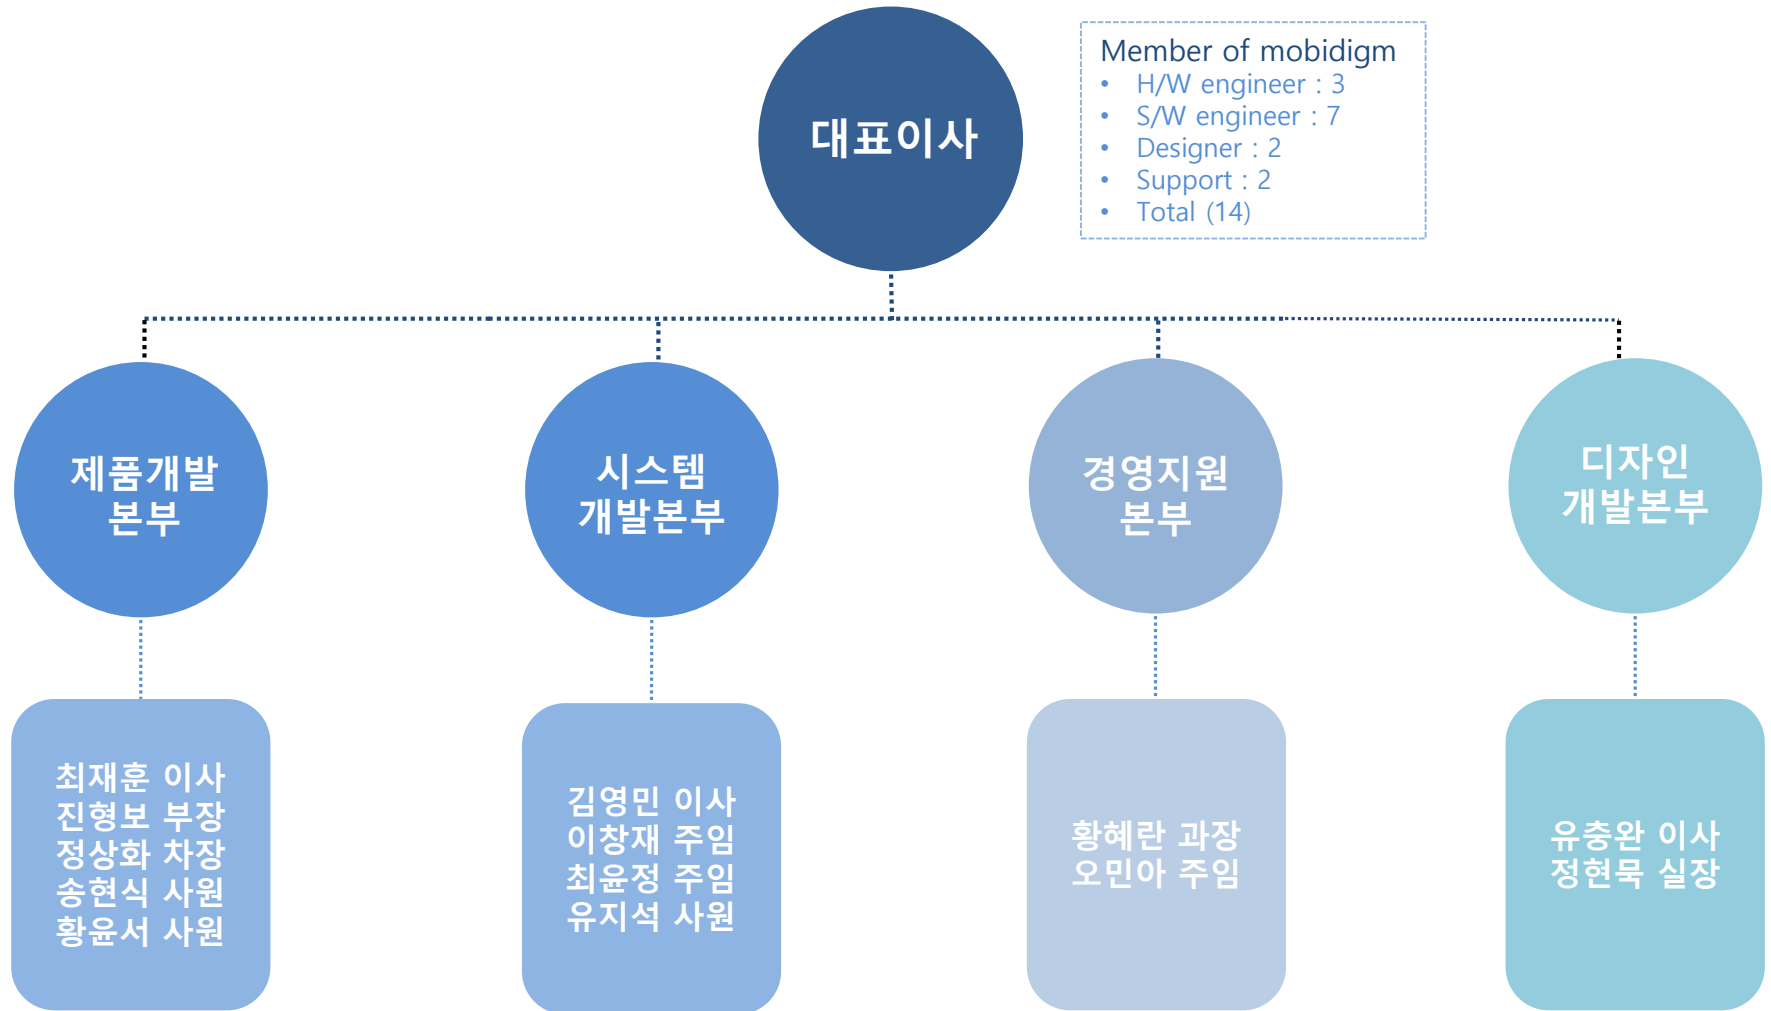 대표이사
Member of mobidigm
• H/W engineer : 3
• S/W engineer : 7
• Designer : 2
• Support : 2
• Total (14)
제품개발
본부
시스템
개발본부
경영지원
본부
디자인
개발본부
최재훈 이사
진형보 부장
정상화 차장
송현식 사원
황윤서 사원
김영민 이사
이창재 주임
최윤정 주임
유지석 사원
황혜란 과장
오민아 주임
유충완 이사
정현묵 실장